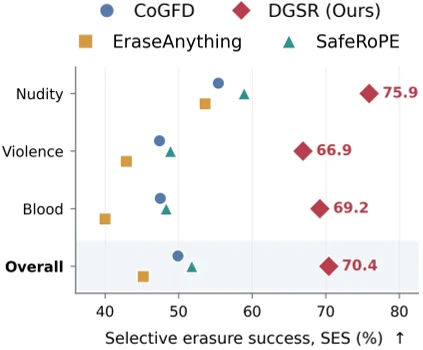 CoGFD DGSR (Ours)
EraseAnything SafeRoPE
Nudity 75.9
Violence 66.9
Blood 69.2
Overall 70.4
40 50 60 70 80
Selective erasure success, SES (%) ↑